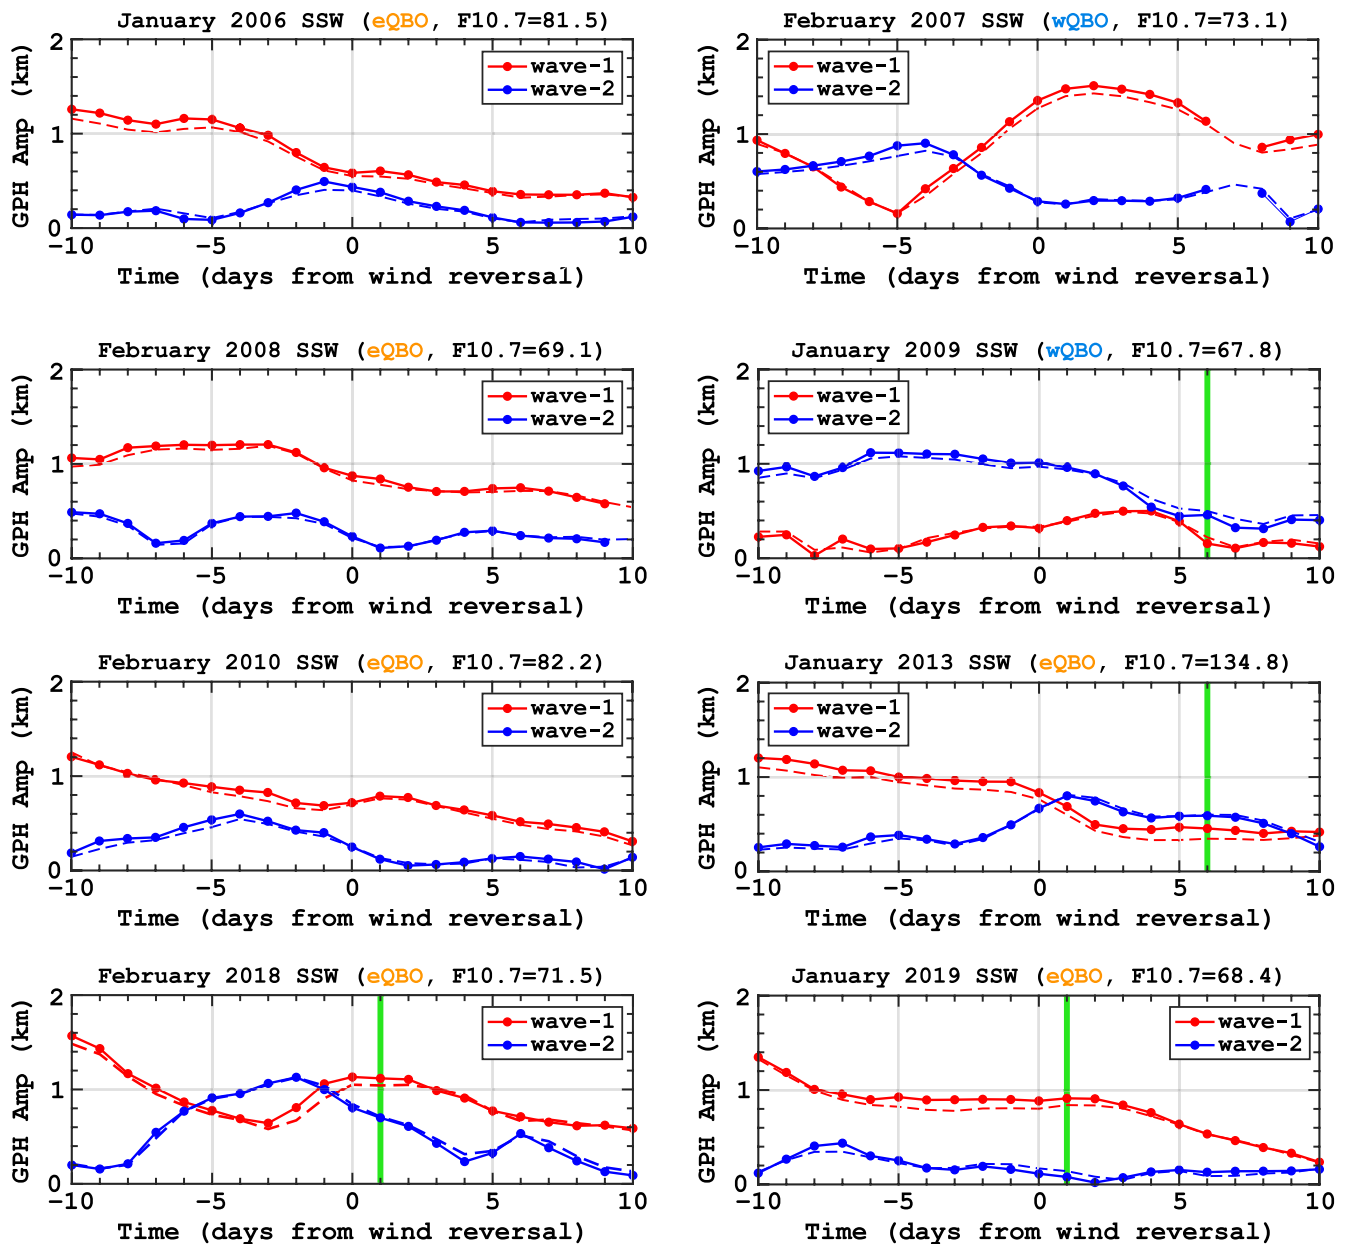 January 2006 SSW (eQBO, F10.7=81.5)
GPH Amp (km)
2
1
0
wave-1
wave-2
−10 −5 0 5 10
Time (days from wind reversal)
February 2007 SSW (wQBO, F10.7=73.1)
GPH Amp (km)
2
1
0
wave-1
wave-2
−10 −5 0 5 10
Time (days from wind reversal)
February 2008 SSW (eQBO, F10.7=69.1)
GPH Amp (km)
2
1
0
wave-1
wave-2
−10 −5 0 5 10
Time (days from wind reversal)
January 2009 SSW (wQBO, F10.7=67.8)
GPH Amp (km)
2
1
0
wave-1
wave-2
−10 −5 0 5 10
Time (days from wind reversal)
February 2010 SSW (eQBO, F10.7=82.2)
GPH Amp (km)
2
1
0
wave-1
wave-2
−10 −5 0 5 10
Time (days from wind reversal)
January 2013 SSW (eQBO, F10.7=134.8)
GPH Amp (km)
2
1
0
wave-1
wave-2
−10 −5 0 5 10
Time (days from wind reversal)
February 2018 SSW (eQBO, F10.7=71.5)
GPH Amp (km)
2
1
0
wave-1
wave-2
−10 −5 0 5 10
Time (days from wind reversal)
January 2019 SSW (eQBO, F10.7=68.4)
GPH Amp (km)
2
1
0
wave-1
wave-2
−10 −5 0 5 10
Time (days from wind reversal)